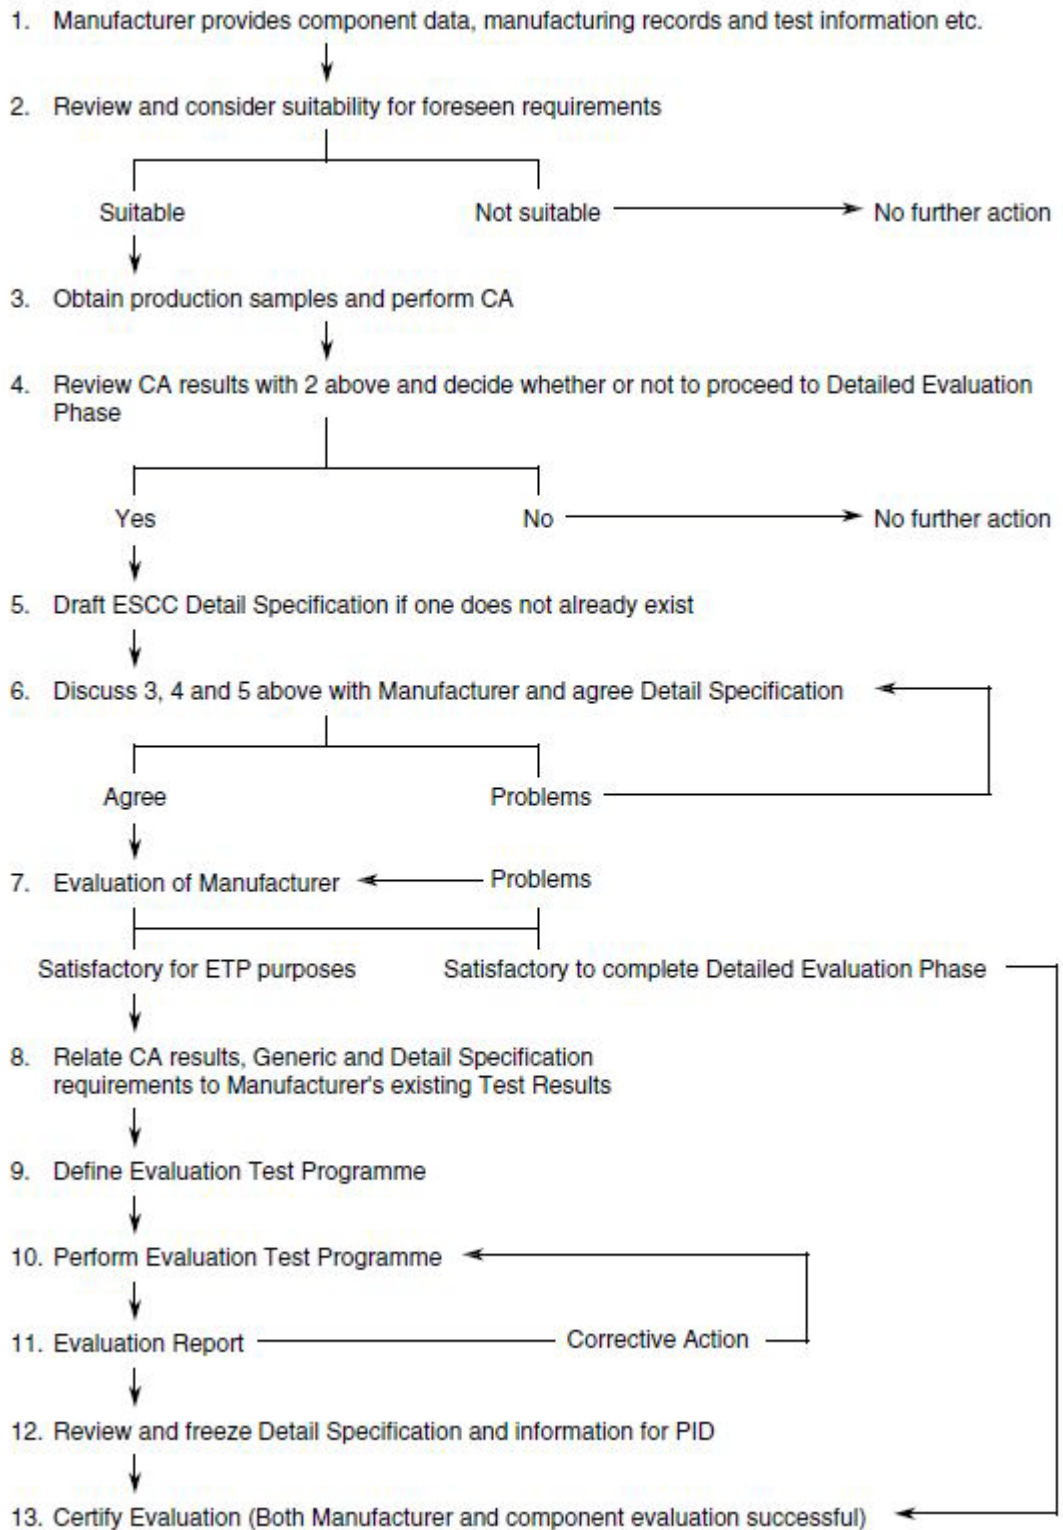 1. Manufacturer provides component data, manufacturing records and test information etc.
2. Review and consider suitability for foreseen requirements
Suitable Not suitable No further action
3. Obtain production samples and perform CA
4. Review CA results with 2 above and decide whether or not to proceed to Detailed Evaluation
Phase
Yes No No further action
5. Draft ESCC Detail Specification if one does not already exist
6. Discuss 3, 4 and 5 above with Manufacturer and agree Detail Specification
Agree Problems
7. Evaluation of Manufacturer Problems
Satisfactory for ETP purposes Satisfactory to complete Detailed Evaluation Phase
8. Relate CA results, Generic and Detail Specification
requirements to Manufacturer's existing Test Results
9. Define Evaluation Test Programme
10. Perform Evaluation Test Programme
11. Evaluation Report Corrective Action
12. Review and freeze Detail Specification and information for PID
13. Certify Evaluation (Both Manufacturer and component evaluation successful)